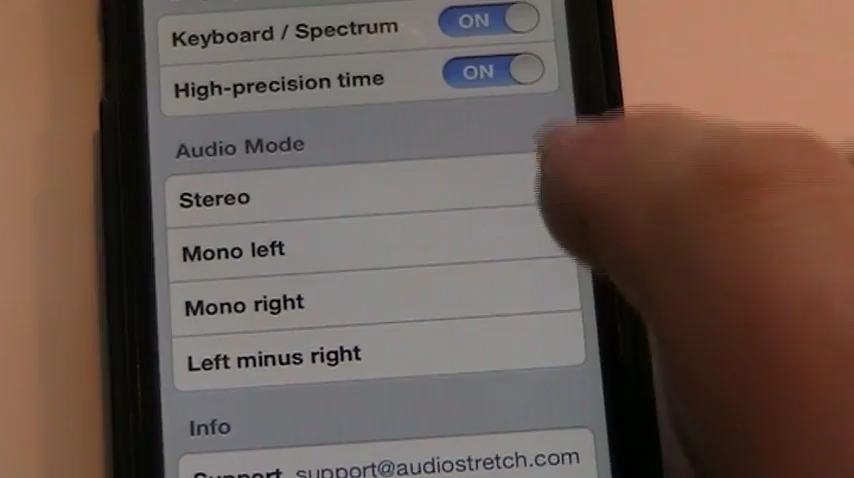 Keyboard / Spectrum ON
High-precision time ON
Audio Mode
Stereo
Mono left
Mono right
Left minus right
Info
Support support@audiostretch.com